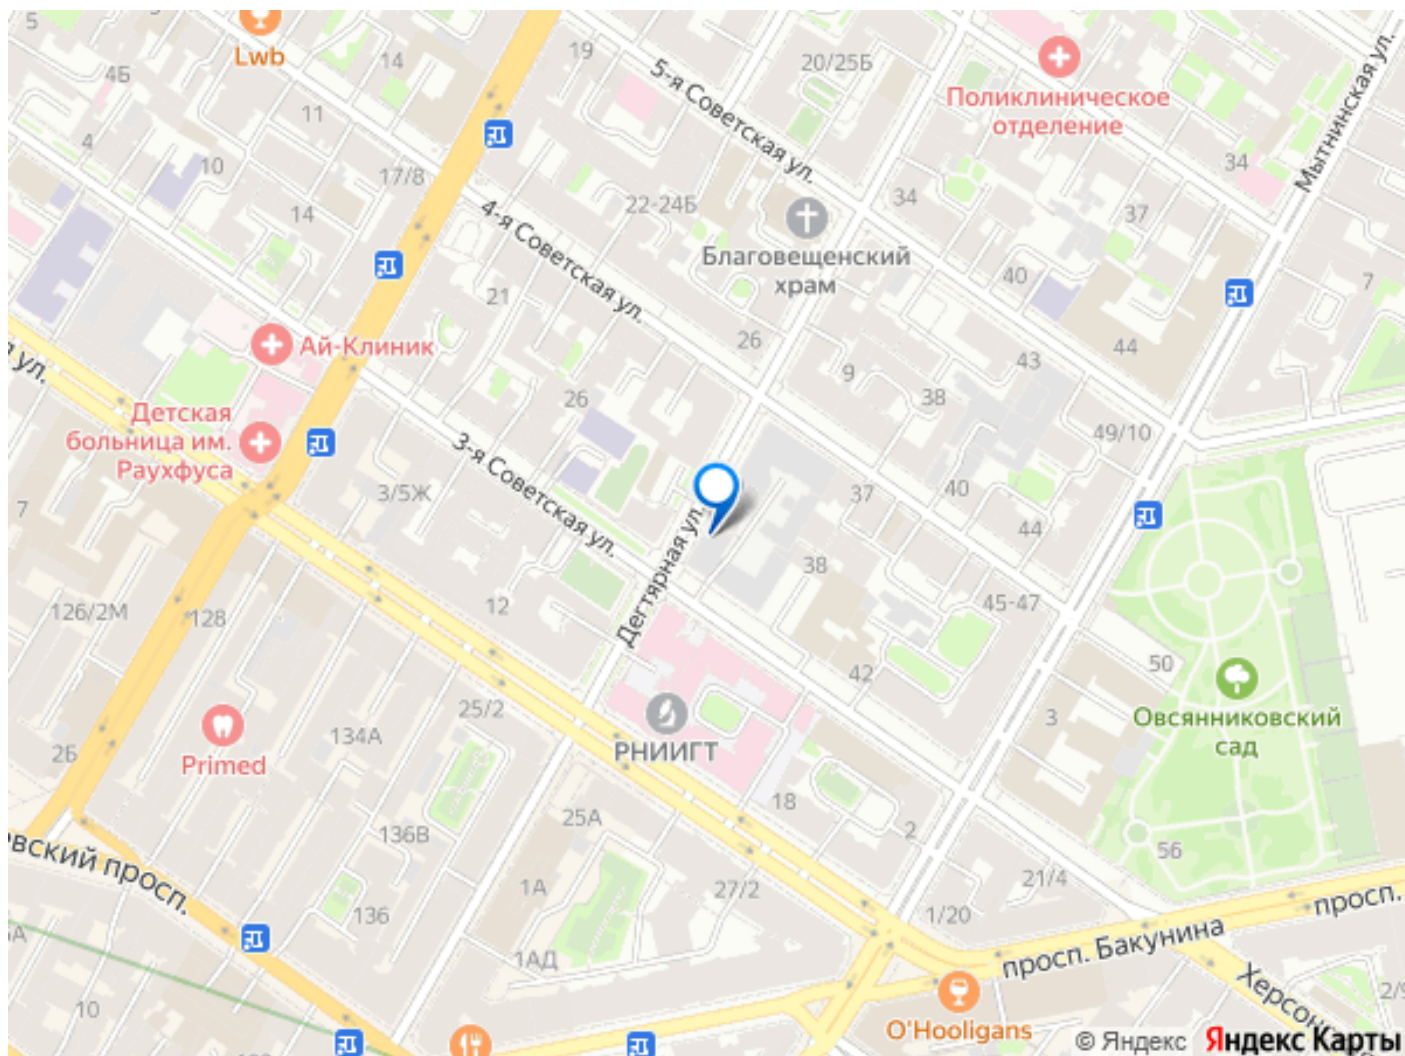 5
Lwb
4Б
14
19
5-я Советская ул.
20/25Б
Поликлиническое
отделение
Мытнинская ул.
11
4
10
17/8
14
4-я Советская ул.
22-24Б
34
34
37
Благовещенский
храм
40
7
21
26
43
44
Ай-Клиник
ул.
9
38
26
Детская
больница им.
Раухфуса
49/10
3-я Советская ул.
3/5Ж
37
40
44
7
Дегтярная ул.
38
45-47
126/2М
128
12
42
50
Овсянниковский
сад
3
25/2
РНИИГТ
134А
2Б
Primed
18
25А
136В
2
56
вский просп.
1А
27/2
21/4
136
1/20
просп.
1АД
просп. Бакунина
10
Херсонс
2/9
O'Hooligans
© Яндекс Яндекс Карты